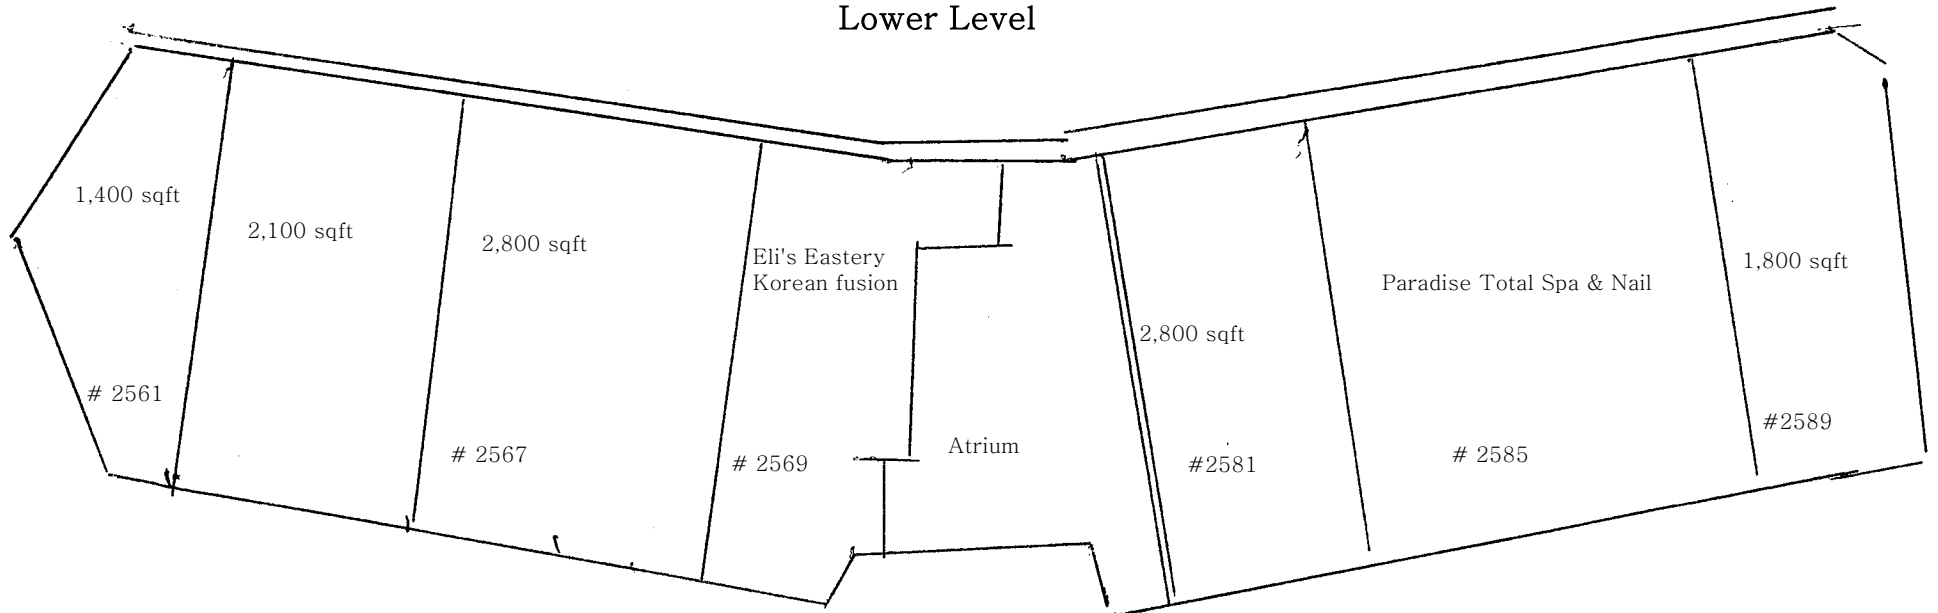 Lower Level
1,400 sqft
2,100 sqft
2,800 sqft
Eli's Eastery
Korean fusion
2,800 sqft
Paradise Total Spa & Nail
1,800 sqft
# 2561
# 2567
# 2569
Atrium
#2581
# 2585
#2589